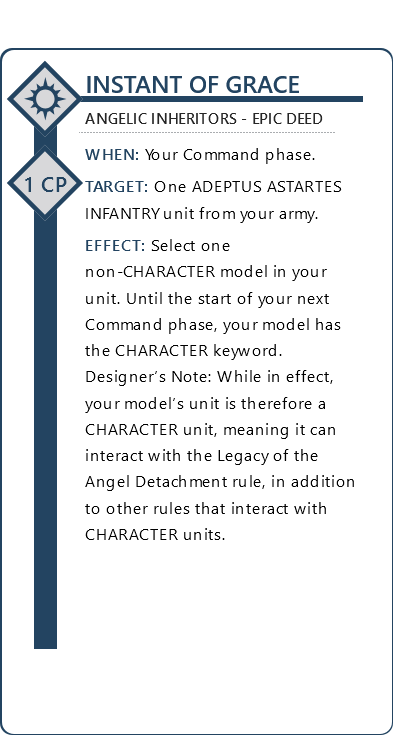 INSTANT OF GRACE
ANGELIC INHERITORS - EPIC DEED
1 CP
WHEN: Your Command phase.
TARGET: One ADEPTUS ASTARTES
INFANTRY unit from your army.
EFFECT: Select one
non-CHARACTER model in your
unit. Until the start of your next
Command phase, your model has
the CHARACTER keyword.
Designer's Note: While in effect,
your model's unit is therefore a
CHARACTER unit, meaning it can
interact with the Legacy of the
Angel Detachment rule, in addition
to other rules that interact with
CHARACTER units.